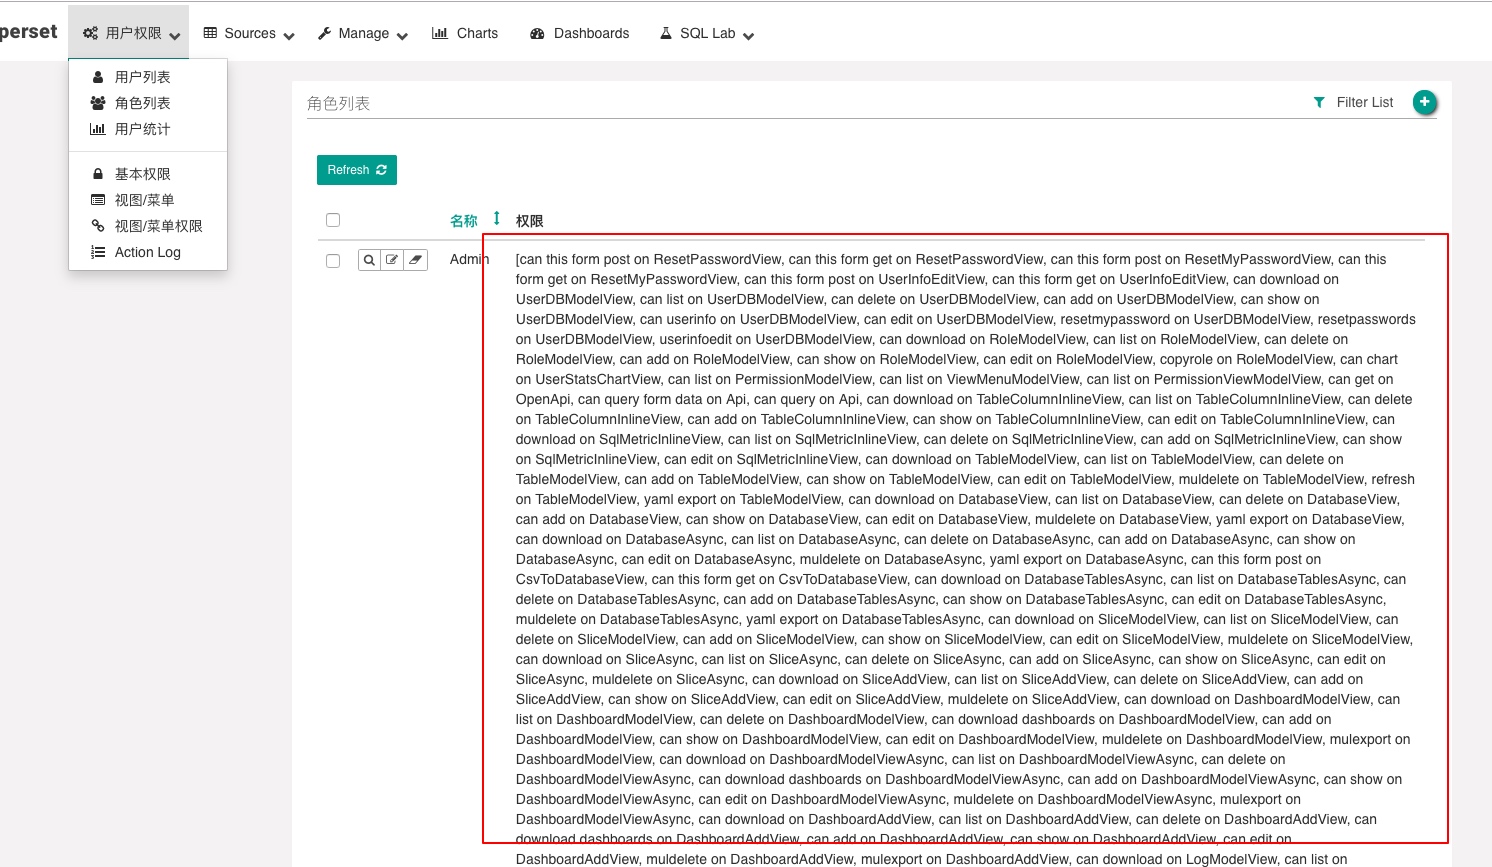 perset 用户权限 Sources Manage Charts Dashboards SQL Lab
用户列表
角色列表
用户统计
基本权限
视图/菜单
视图/菜单权限
Action Log
角色列表 Filter List
Refresh
名称 权限
Admin [can this form post on ResetPasswordView, can this form get on ResetPasswordView, can this form post on ResetMyPasswordView, can this
form get on ResetMyPasswordView, can this form post on UserInfoEditView, can this form get on UserInfoEditView, can download on
UserDBModelView, can list on UserDBModelView, can delete on UserDBModelView, can add on UserDBModelView, can show on
UserDBModelView, can userinfo on UserDBModelView, can edit on UserDBModelView, resetmypassword on UserDBModelView, resetpasswords
on UserDBModelView, userinfoedit on UserDBModelView, can download on RoleModelView, can list on RoleModelView, can delete on
RoleModelView, can add on RoleModelView, can show on RoleModelView, can edit on RoleModelView, copyrole on RoleModelView, can chart
on UserStatsChartView, can list on PermissionModelView, can list on ViewMenuModelView, can list on PermissionViewModelView, can get on
OpenApi, can query form data on Api, can query on Api, can download on TableColumnInlineView, can list on TableColumnInlineView, can delete
on TableColumnInlineView, can add on TableColumnInlineView, can show on TableColumnInlineView, can edit on TableColumnInlineView, can
download on SqlMetricInlineView, can list on SqlMetricInlineView, can delete on SqlMetricInlineView, can add on SqlMetricInlineView, can show
on SqlMetricInlineView, can edit on SqlMetricInlineView, can download on TableModelView, can list on TableModelView, can delete on
TableModelView, can add on TableModelView, can show on TableModelView, can edit on TableModelView, muldelete on TableModelView, refresh
on TableModelView, yaml export on TableModelView, can download on DatabaseView, can list on DatabaseView, can delete on DatabaseView,
can add on DatabaseView, can show on DatabaseView, can edit on DatabaseView, muldelete on DatabaseView, yaml export on DatabaseView,
can download on DatabaseAsync, can list on DatabaseAsync, can delete on DatabaseAsync, can add on DatabaseAsync, can show on
DatabaseAsync, can edit on DatabaseAsync, muldelete on DatabaseAsync, yaml export on DatabaseAsync, can this form post on
CsvToDatabaseView, can this form get on CsvToDatabaseView, can download on DatabaseTablesAsync, can list on DatabaseTablesAsync, can
delete on DatabaseTablesAsync, can add on DatabaseTablesAsync, can show on DatabaseTablesAsync, can edit on DatabaseTablesAsync,
muldelete on DatabaseTablesAsync, yaml export on DatabaseTablesAsync, can download on SliceModelView, can list on SliceModelView, can
delete on SliceModelView, can add on SliceModelView, can show on SliceModelView, can edit on SliceModelView, muldelete on SliceModelView,
can download on SliceAsync, can list on SliceAsync, can delete on SliceAsync, can add on SliceAsync, can show on SliceAsync, can edit on
SliceAsync, muldelete on SliceAsync, can download on SliceAddView, can list on SliceAddView, can delete on SliceAddView, can add on
SliceAddView, can show on SliceAddView, can edit on SliceAddView, muldelete on SliceAddView, can download on DashboardModelView, can
list on DashboardModelView, can delete on DashboardModelView, can download dashboards on DashboardModelView, can add on
DashboardModelView, can show on DashboardModelView, can edit on DashboardModelView, muldelete on DashboardModelView, mulexport on
DashboardModelView, can download on DashboardModelViewAsync, can list on DashboardModelViewAsync, can delete on
DashboardModelViewAsync, can download dashboards on DashboardModelViewAsync, can add on DashboardModelViewAsync, can show on
DashboardModelViewAsync, can edit on DashboardModelViewAsync, muldelete on DashboardModelViewAsync, mulexport on
DashboardModelViewAsync, can download on DashboardAddView, can list on DashboardAddView, can delete on DashboardAddView, can
download dashboards on DashboardAddView, can add on DashboardAddView, can show on DashboardAddView, can edit on
DashboardAddView, muldelete on DashboardAddView, mulexport on DashboardAddView, can download on LogModelView, can list on